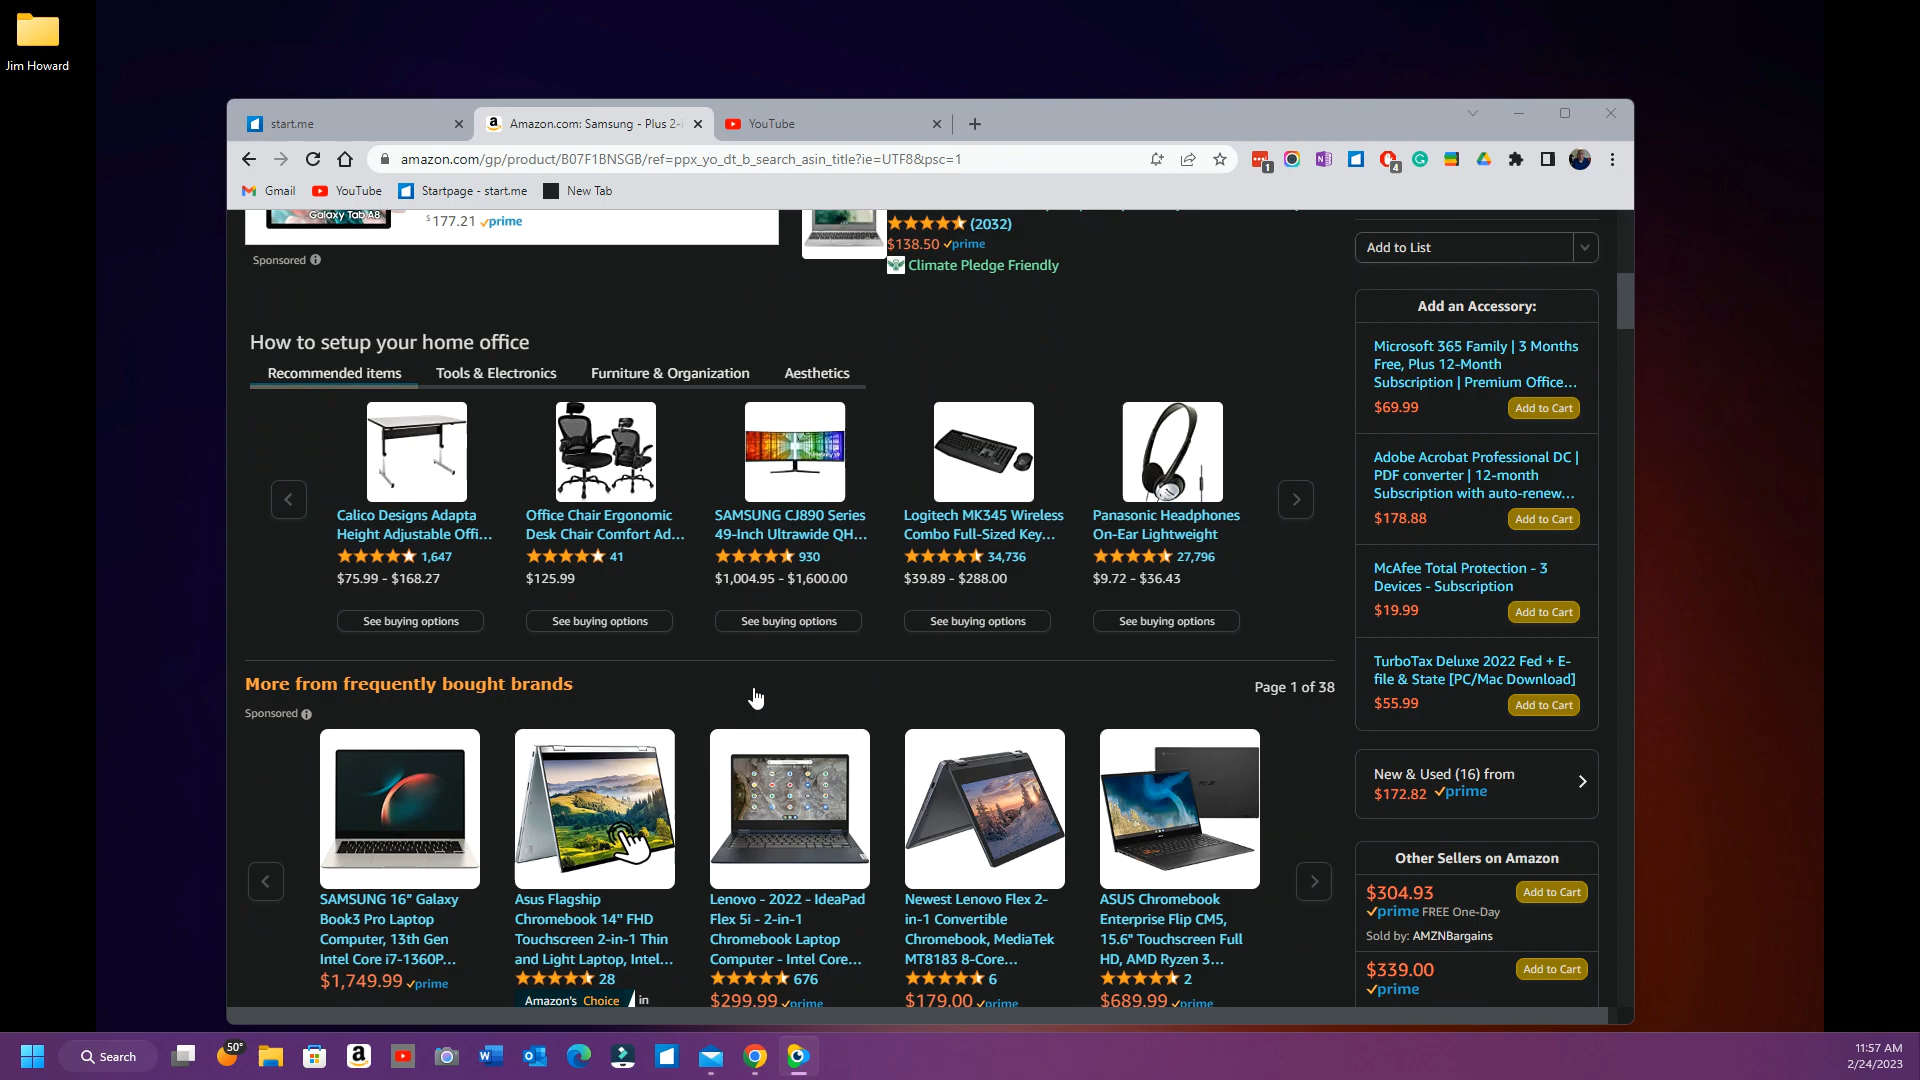 Jim Howard
start.me
Amazon.com: Samsung - Plus 2-i
YouTube
amazon.com/gp/product/B07F1BNSGB/ref=ppx_yo_dt_b_search_asin_title?ie=UTF8&psc=1
1
4
Gmail
YouTube
Startpage - start.me
New Tab
Galaxy Tab A8
$177.21 prime
Sponsored
(2032)
$138.50 prime
Climate Pledge Friendly
Add to List
How to setup your home office
Recommended items
Tools & Electronics
Furniture & Organization
Aesthetics
Calico Designs Adapta
Height Adjustable Offi...
1,647
$75.99 - $168.27
See buying options
Office Chair Ergonomic
Desk Chair Comfort Ad...
41
$125.99
See buying options
SAMSUNG CJ890 Series
49-Inch Ultrawide QH...
930
$1,004.95 - $1,600.00
See buying options
Logitech MK345 Wireless
Combo Full-Sized Key...
34,736
$39.89 - $288.00
See buying options
Panasonic Headphones
On-Ear Lightweight
27,796
$9.72 - $36.43
See buying options
Add an Accessory:
Microsoft 365 Family | 3 Months
Free, Plus 12-Month
Subscription | Premium Office...
$69.99
Add to Cart
Adobe Acrobat Professional DC |
PDF converter | 12-month
Subscription with auto-renew...
$178.88
Add to Cart
McAfee Total Protection - 3
Devices - Subscription
$19.99
Add to Cart
TurboTax Deluxe 2022 Fed + E-
file & State [PC/Mac Download]
$55.99
Add to Cart
More from frequently bought brands
Page 1 of 38
Sponsored
SAMSUNG 16" Galaxy
Book3 Pro Laptop
Computer, 13th Gen
Intel Core i7-1360P...
$1,749.99 prime
Asus Flagship
Chromebook 14" FHD
Touchscreen 2-in-1 Thin
and Light Laptop, Intel...
28
Amazon's Choice in
Lenovo - 2022 - IdeaPad
Flex 5i - 2-in-1
Chromebook Laptop
Computer - Intel Core...
676
$299.99 prime
Newest Lenovo Flex 2-
in-1 Convertible
Chromebook, MediaTek
MT8183 8-Core...
6
$179.00 prime
ASUS Chromebook
Enterprise Flip CM5,
15.6" Touchscreen Full
HD, AMD Ryzen 3...
2
$689.99 prime
New & Used (16) from
$172.82 prime
Other Sellers on Amazon
$304.93
Add to Cart
prime FREE One-Day
Sold by: AMZNBargains
$339.00
Add to Cart
prime
Search
50°
11:57 AM
2/24/2023